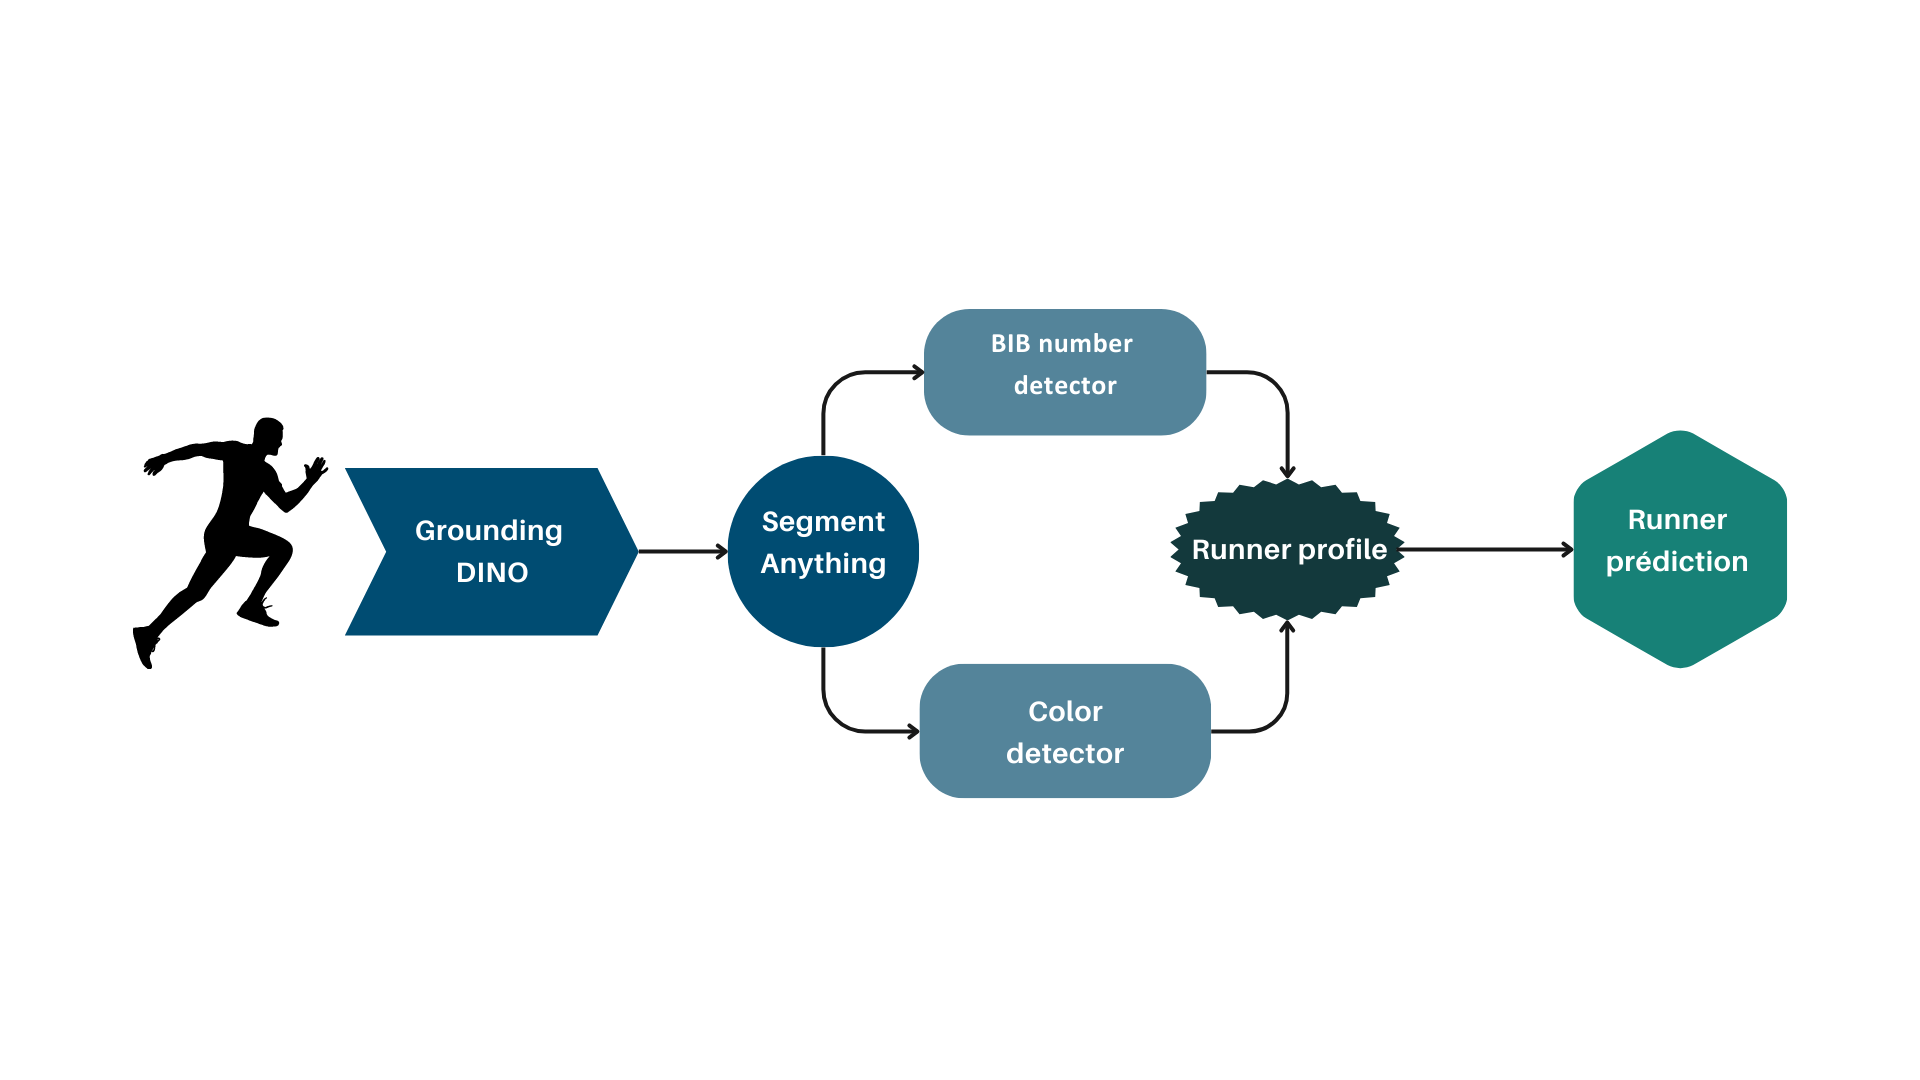 Grounding
DINO
Segment
Anything
BIB number
detector
Color
detector
Runner profile
Runner
prédiction